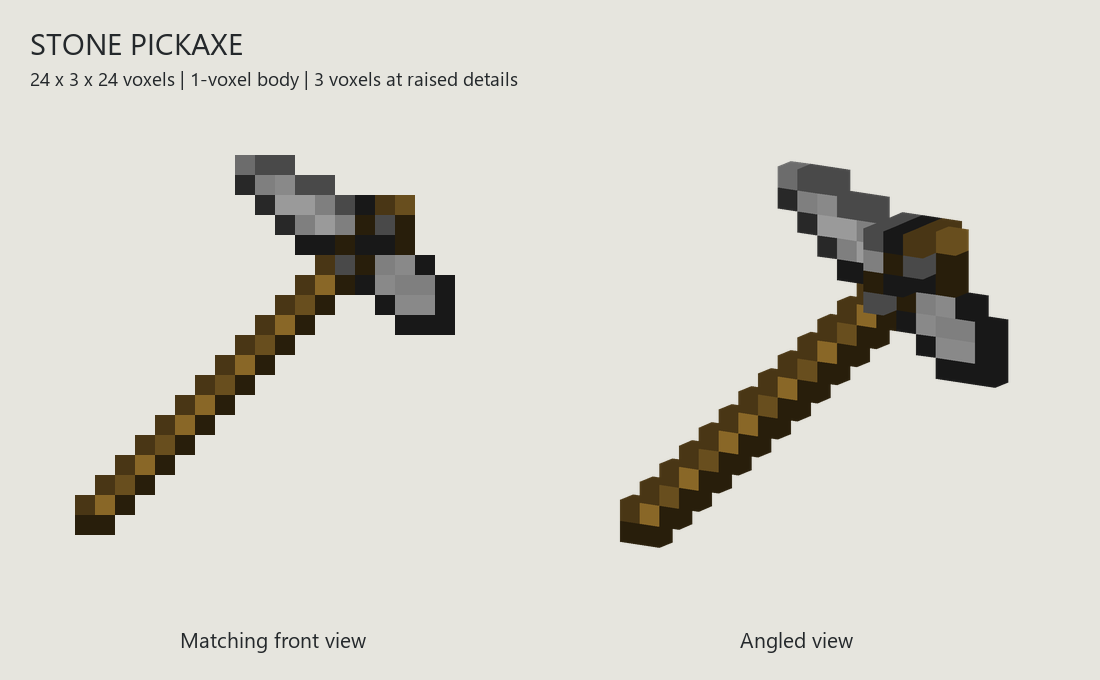 STONE PICKAXE
24 x 3 x 24 voxels | 1-voxel body | 3 voxels at raised details
Matching front view
Angled view